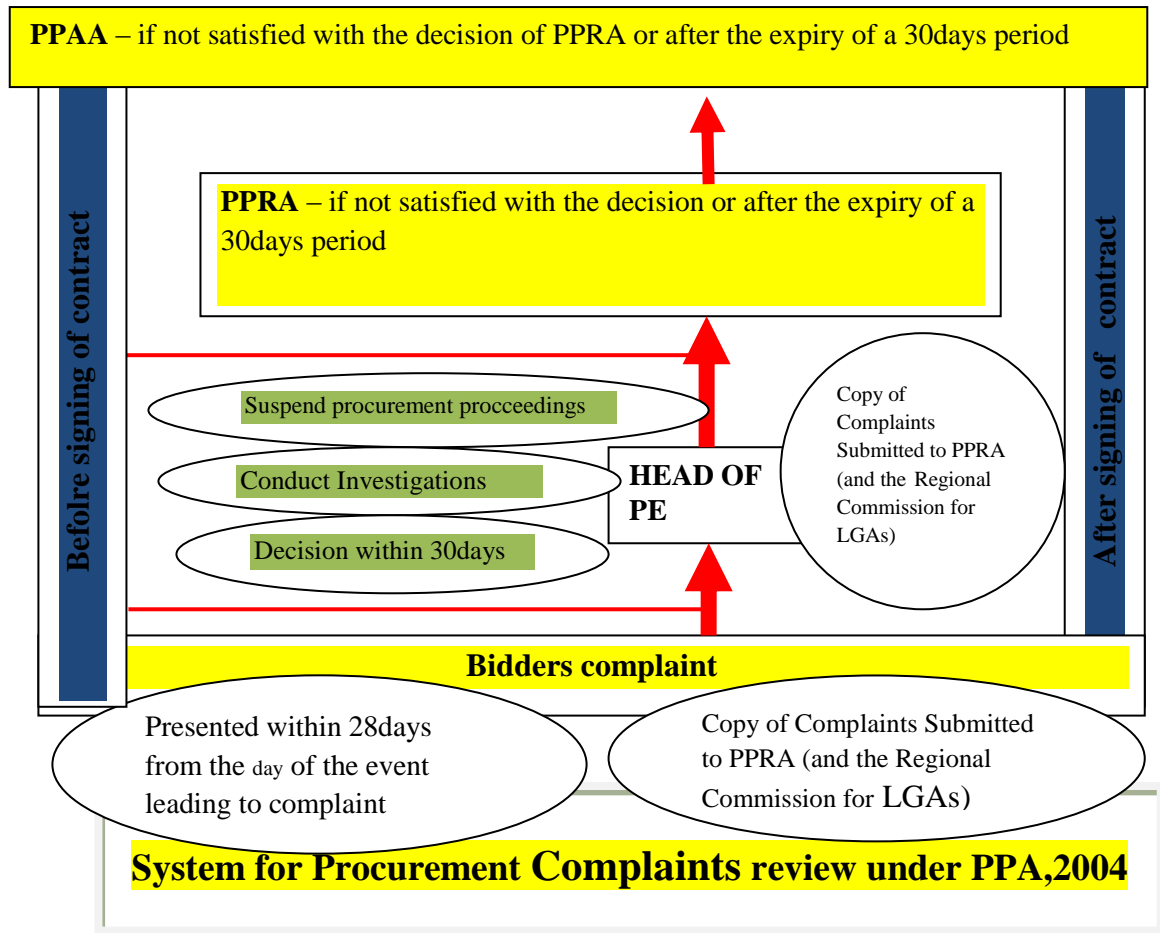 PPAA – if not satisfied with the decision of PPRA or after the expiry of a 30days period
Befolre signing of contract
After signing of contract
PPRA – if not satisfied with the decision or after the expiry of a
30days period
Suspend procurement procceedings
Conduct Investigations
Decision within 30days
HEAD OF
PE
Copy of
Complaints
Submitted to PPRA
(and the Regional
Commission for
LGAs)
Bidders complaint
Presented within 28days
from the day of the event
leading to complaint
Copy of Complaints Submitted
to PPRA (and the Regional
Commission for LGAs)
System for Procurement Complaints review under PPA,2004